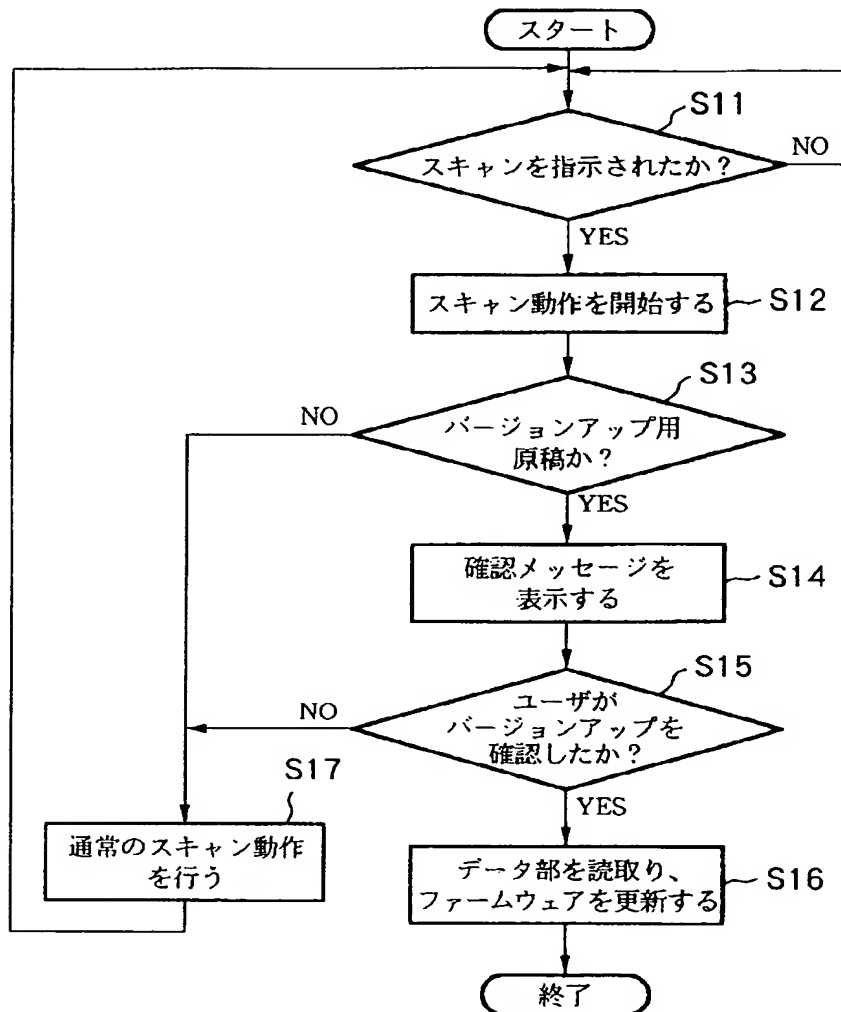 スタート
S11
スキャンを指示されたか?
NO
YES
スキャン動作を開始する
S12
S13
NO
バージョンアップ用
原稿か?
YES
確認メッセージを
表示する
S14
S15
NO
ユーザが
バージョンアップを
確認したか?
YES
S17
通常のスキャン動作
を行う
データ部を読取り、
ファームウェアを更新する
S16
終了